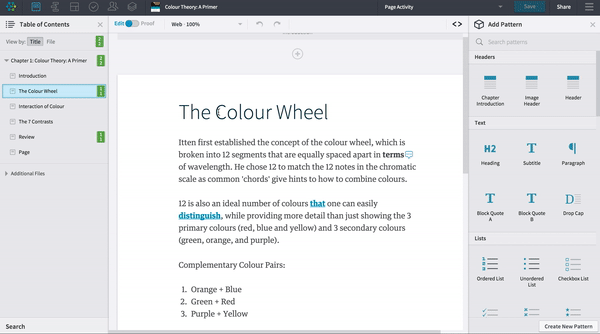 Colour Theory: A Primer
Page Activity
Save
Share
Table of Contents
Edit
Proof
Web · 100%
Add Pattern
View by:
Title
File
Search patterns
Chapter 1: Colour Theory: A Primer
Introduction
The Colour Wheel
Interaction of Colour
The 7 Contrasts
Review
Page
Additional Files
Search
The Colour Wheel
Itten first established the concept of the colour wheel, which is
broken into 12 segments that are equally spaced apart in terms
of wavelength. He chose 12 to match the 12 notes in the chromatic
scale as common 'chords' give hints to how to combine colours.
12 is also an ideal number of colours that one can easily
distinguish, while providing more detail than just showing the 3
primary colours (red, blue and yellow) and 3 secondary colours
(green, orange, and purple).
Complementary Colour Pairs:
1. Orange + Blue
2. Green + Red
3. Purple + Yellow
Headers
Chapter
Introduction
Image
Header
Header
Text
H2
Heading
T
Subtitle
¶
Paragraph
T
Block Quote
A
T
Block Quote
B
Drop Cap
Lists
Ordered List
Unordered
List
Checkbox List
Create New Pattern